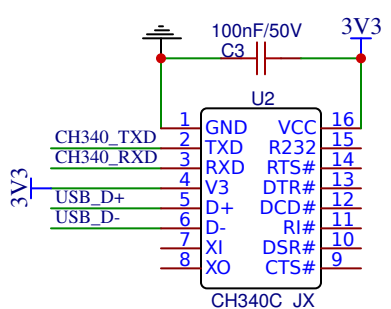 100nF/50V
3V3
C3
U2
1 GND VCC 16
CH340_TXD 2 TXD R232 15
CH340_RXD 3 RXD RTS# 14
3V3 4 V3 DTR# 13
USB_D+ 5 D+ DCD# 12
USB_D- 6 D- RI# 11
7 XI DSR# 10
8 XO CTS# 9
CH340C JX